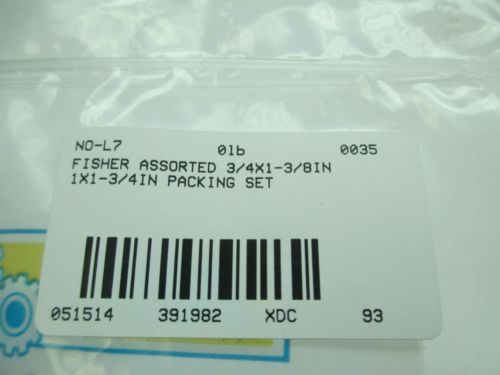 NO-L7 01b 0035
FISHER ASSORTED 3/4X1-3/8IN
1X1-3/4IN PACKING SET
051514 391982 XDC 93